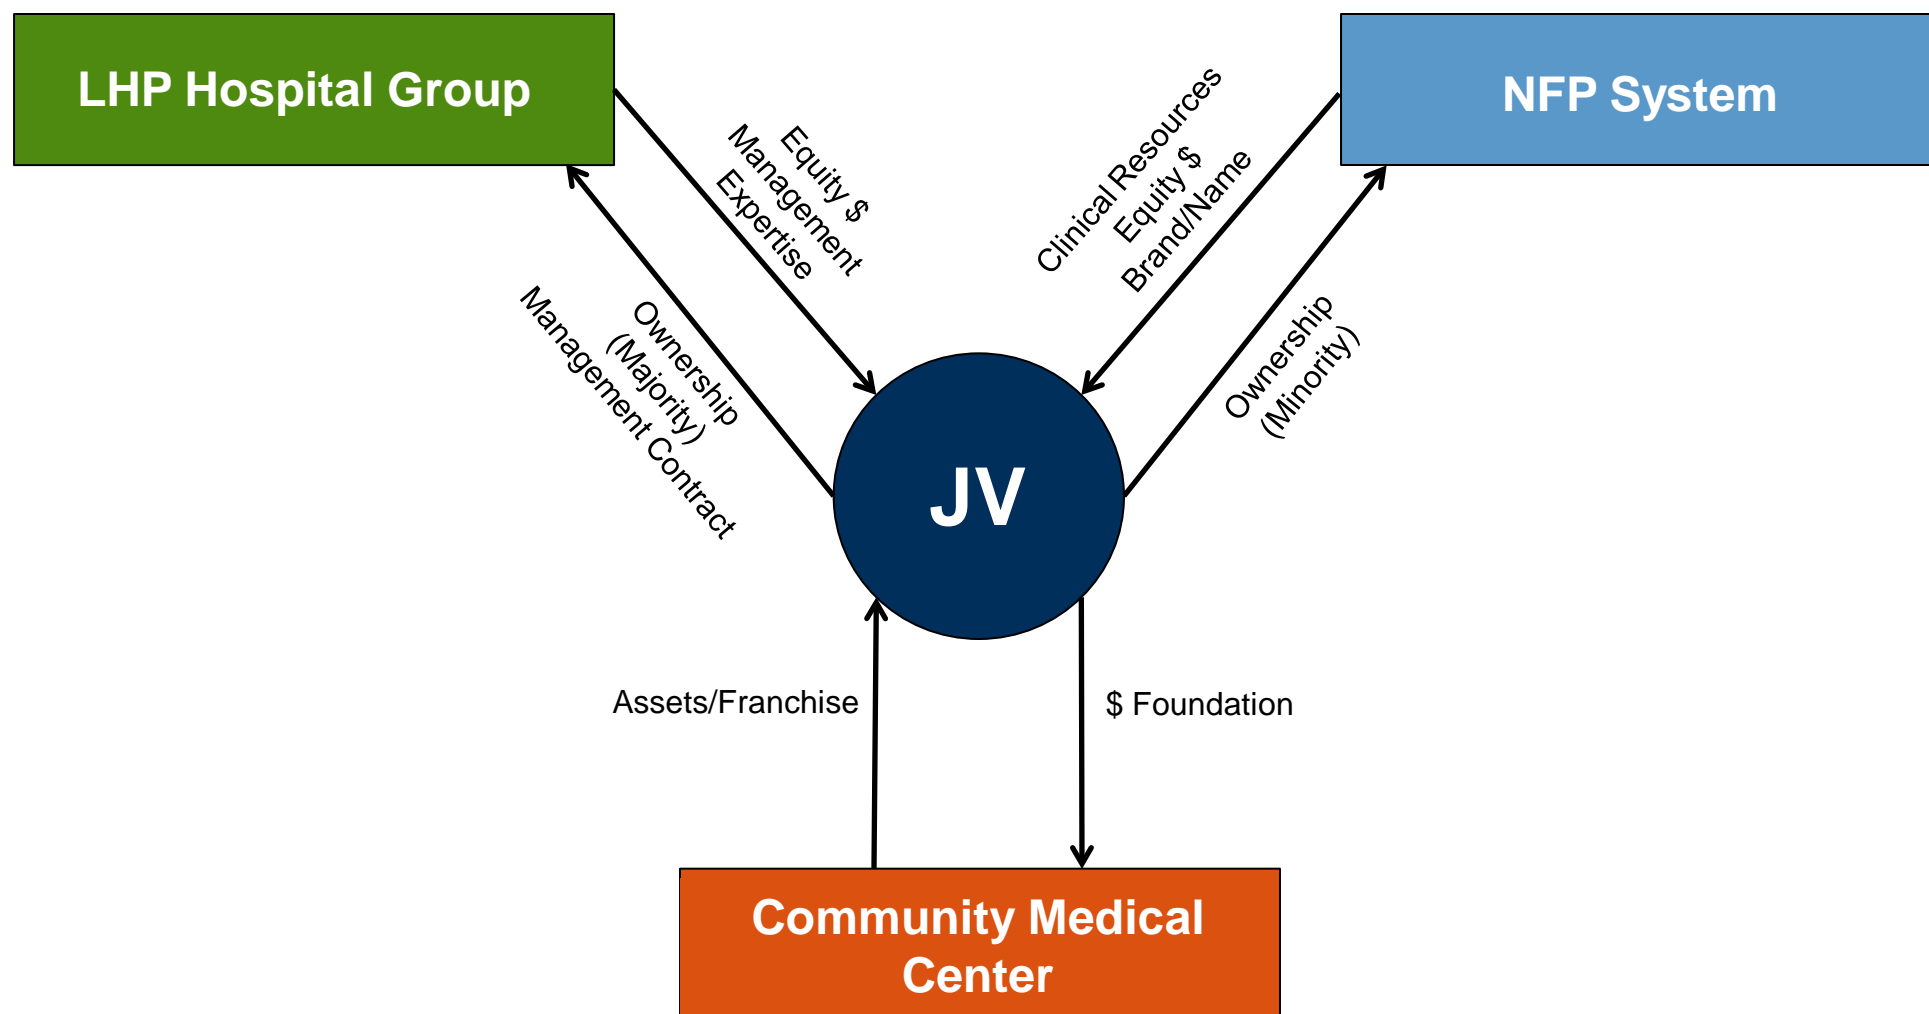 LHP Hospital Group
NFP System
Equity $
Management
Expertise
Clinical Resources
Equity $
Brand/Name
Ownership
(Majority)
Management Contract
Ownership
(Minority)
JV
Assets/Franchise
$ Foundation
Community Medical
Center